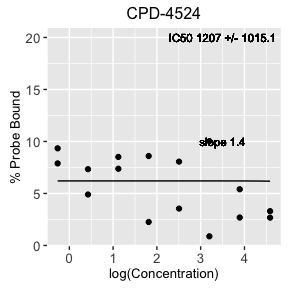 CPD-4524
IC50 1207 +/- 1015.1
slope 1.4
% Probe Bound
20
15
10
5
0
0 1 2 3 4
log(Concentration)